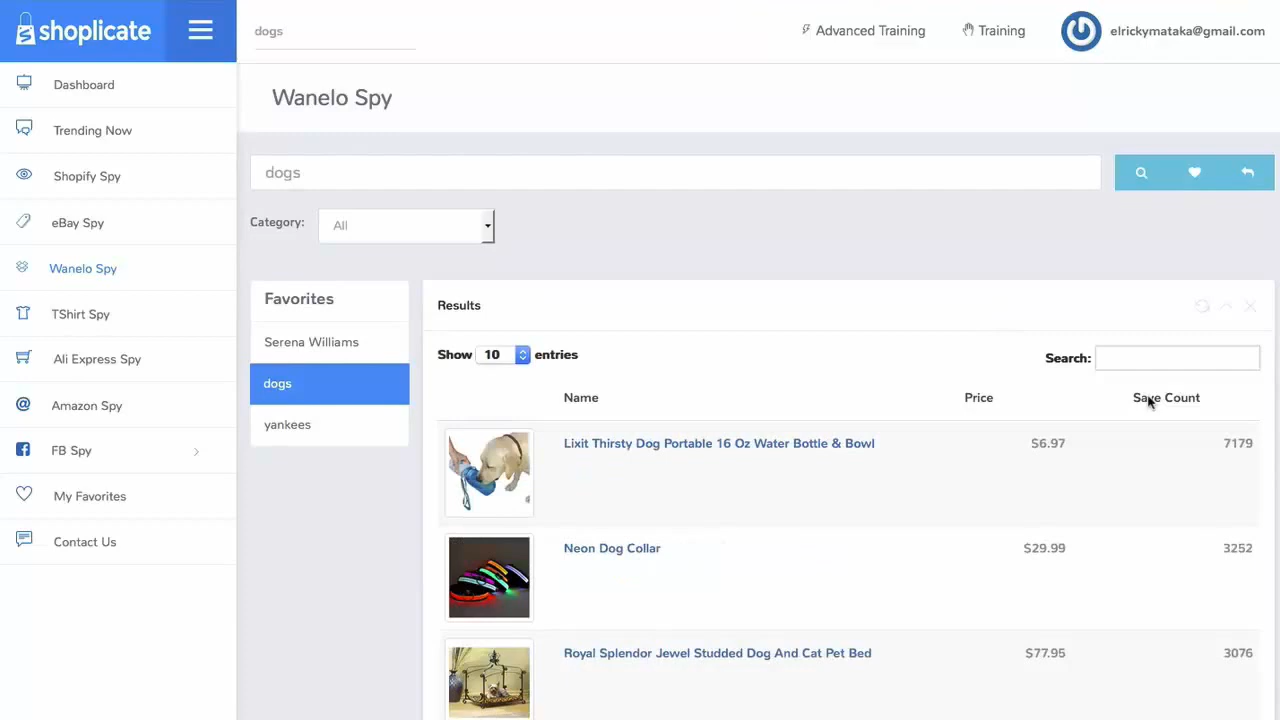 shoplicate
dogs
Advanced Training
Training
elrickymataka@gmail.com
Dashboard
Trending Now
Shopify Spy
eBay Spy
Wanelo Spy
TShirt Spy
Ali Express Spy
Amazon Spy
FB Spy
My Favorites
Contact Us
Wanelo Spy
dogs
Category:
All
Favorites
Serena Williams
dogs
yankees
Results
Show 10 entries
Search:
Name Price Save Count
Lixit Thirsty Dog Portable 16 Oz Water Bottle & Bowl $6.97 7179
Neon Dog Collar $29.99 3252
Royal Splendor Jewel Studded Dog And Cat Pet Bed $77.95 3076